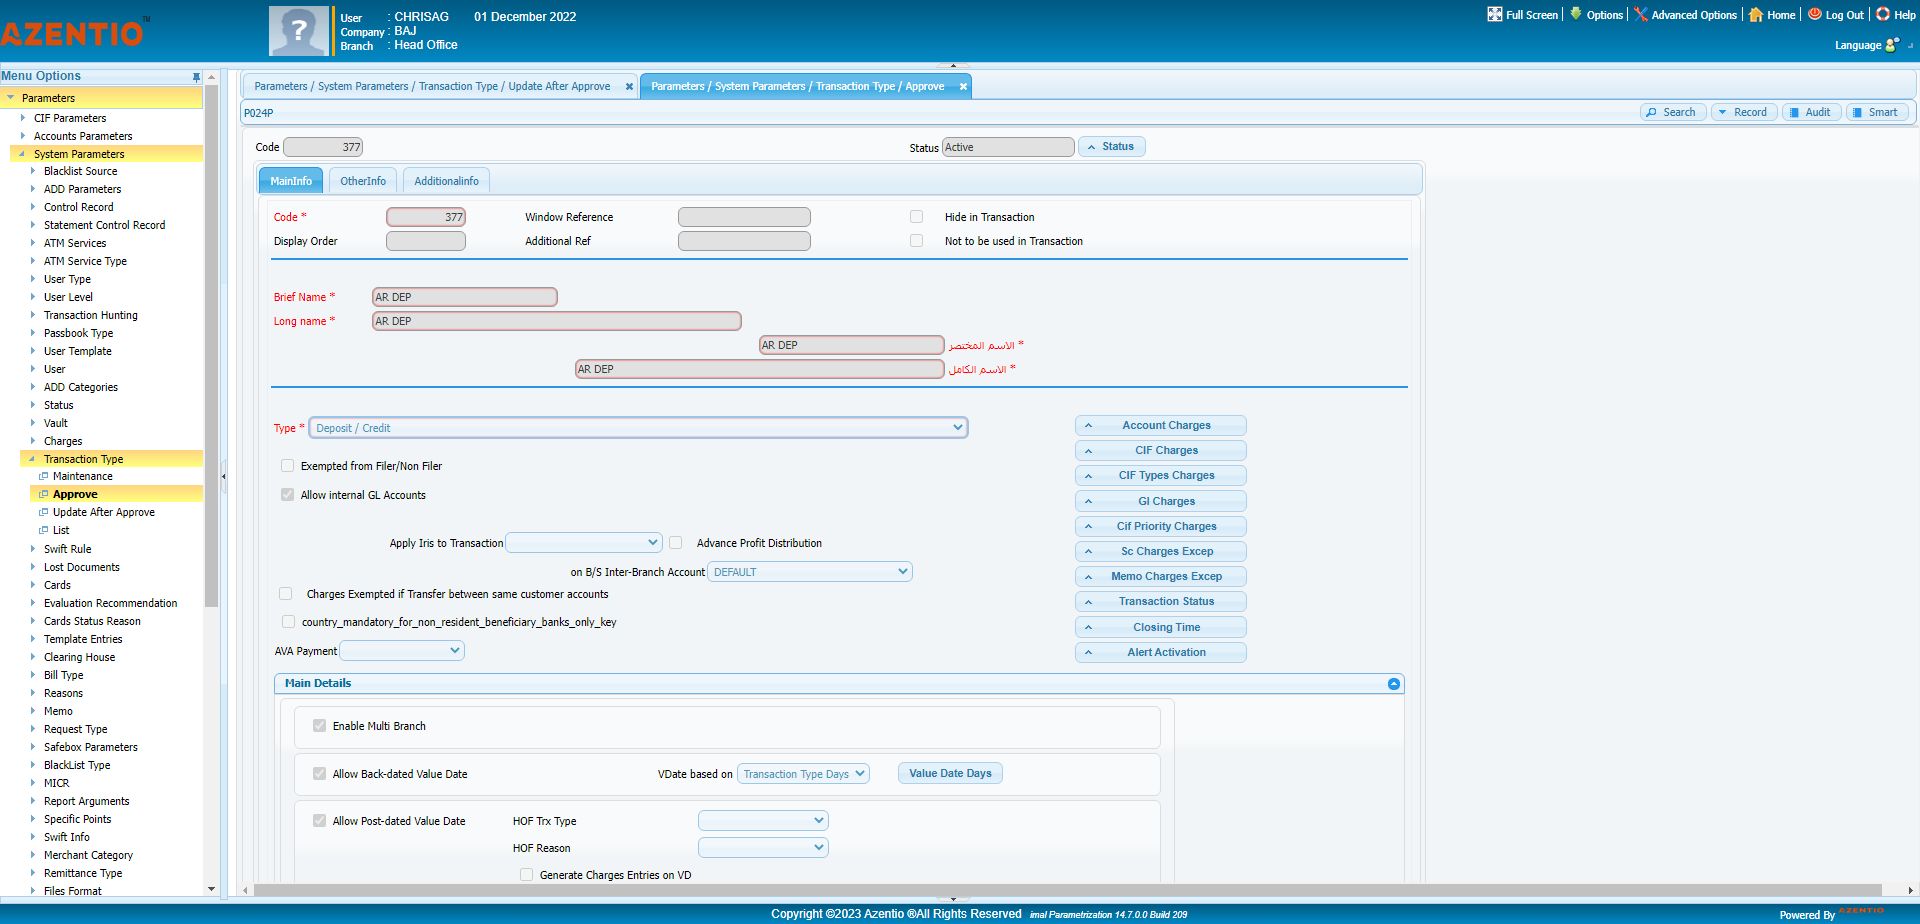 AZENTIO TM
User : CHRISAG 01 December 2022
Company : BAJ
Branch : Head Office
Full Screen Options Advanced Options Home Log Out Help
Language
Menu Options
Parameters
CIF Parameters
Accounts Parameters
System Parameters
Blacklist Source
ADD Parameters
Control Record
Statement Control Record
ATM Services
ATM Service Type
User Type
User Level
Transaction Hunting
Passbook Type
User Template
User
ADD Categories
Status
Vault
Charges
Transaction Type
Maintenance
Approve
Update After Approve
List
Swift Rule
Lost Documents
Cards
Evaluation Recommendation
Cards Status Reason
Template Entries
Clearing House
Bill Type
Reasons
Memo
Request Type
Safebox Parameters
BlackList Type
MICR
Report Arguments
Specific Points
Swift Info
Merchant Category
Remittance Type
Files Format
Parameters / System Parameters / Transaction Type / Update After Approve
Parameters / System Parameters / Transaction Type / Approve
P024P
Search Record Audit Smart
Code 377 Status Active Status
MainInfo OtherInfo Additionalinfo
Code * 377 Window Reference Hide in Transaction
Display Order Additional Ref Not to be used in Transaction
Brief Name * AR DEP
Long name * AR DEP
AR DEP الاسم المختصر *
AR DEP الاسم الكامل *
Type * Deposit / Credit
Exempted from Filer/Non Filer
Allow internal GL Accounts
Apply Iris to Transaction Advance Profit Distribution
on B/S Inter-Branch Account DEFAULT
Charges Exempted if Transfer between same customer accounts
country_mandatory_for_non_resident_beneficiary_banks_only_key
AVA Payment
Account Charges
CIF Charges
CIF Types Charges
Gl Charges
Cif Priority Charges
Sc Charges Excep
Memo Charges Excep
Transaction Status
Closing Time
Alert Activation
Main Details
Enable Multi Branch
Allow Back-dated Value Date VDate based on Transaction Type Days Value Date Days
Allow Post-dated Value Date HOF Trx Type
HOF Reason
Generate Charges Entries on VD
Copyright ©2023 Azentio ®All Rights Reserved imal Parametrization 14.7.0.0 Build 209
Powered By AZENTIO